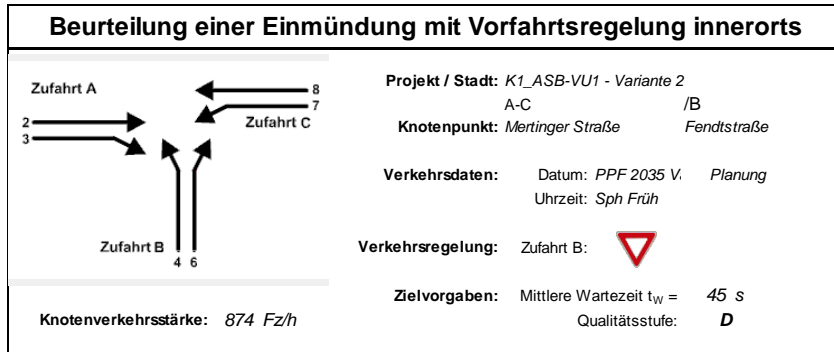 Beurteilung einer Einmündung mit Vorfahrtsregelung innerorts
Zufahrt A
8
7
Zufahrt C
2
3
Zufahrt B
4 6
Knotenverkehrsstärke: 874 Fz/h
Projekt / Stadt: K1_ASB-VU1 - Variante 2
A-C /B
Knotenpunkt: Mertinger Straße Fendtstraße
Verkehrsdaten: Datum: PPF 2035 Planung
Uhrzeit: Sph Früh
Verkehrsregelung: Zufahrt B:
Zielvorgaben: Mittlere Wartezeit tW = 45 s
Qualitätsstufe: D